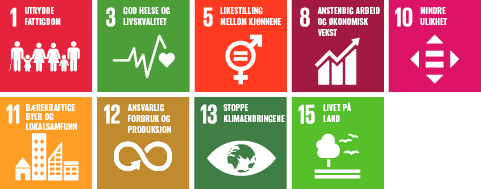 1 UTRYDDE
FATTIGDOM
3 GOD HELSE OG
LIVSKVALITET
5 LIKESTILLING
MELLOM KJØNNENE
8 ANSTENDIG ARBEID
OG ØKONOMISK
VEKST
10 MINDRE
ULIKHET
11 BÆREKRAFTIGE
BYER OG
LOKALSAMFUNN
12 ANSVARLIG
FORBRUK OG
PRODUKSJON
13 STOPPE
KLIMAENDRINGENE
15 LIVET PÅ
LAND